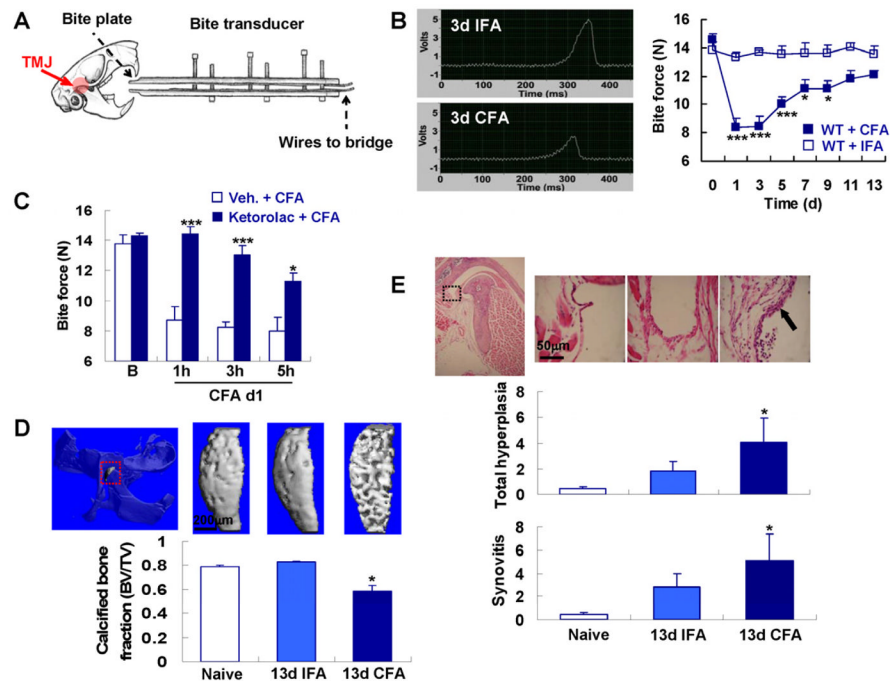 A
Bite plate
Bite transducer
TMJ
Wires to bridge
B
3d IFA
Volts
5
3
1
-1
0 100 200 300 400
Time (ms)
3d CFA
Volts
5
3
1
-1
0 100 200 300 400
Time (ms)
Bite force (N)
16
14
12
10
8
6
*** *** *** * *
WT + CFA
WT + IFA
0 1 3 5 7 9 11 13
Time (d)
C
Veh. + CFA
Ketorolac + CFA
Bite force (N)
16
14
12
10
8
6
*** *** *
B 1h 3h 5h
CFA d1
D
200μm
Calcified bone
fraction (BV/TV)
1
0.8
0.6
0.4
0.2
0
*
Naive 13d IFA 13d CFA
E
50μm
Total hyperplasia
8
6
4
2
0
*
Synovitis
8
6
4
2
0
*
Naive 13d IFA 13d CFA